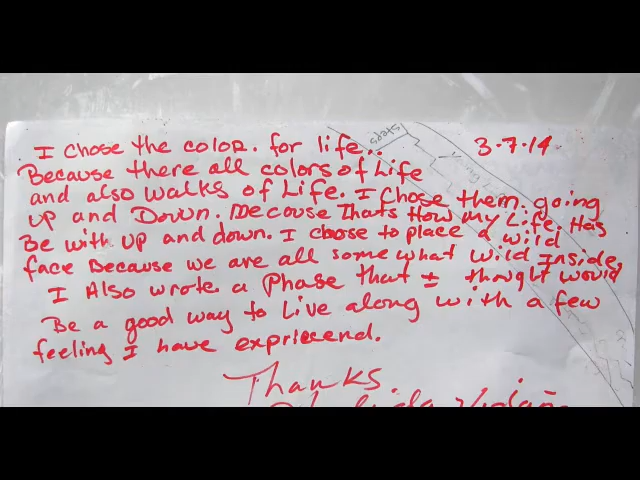 I chose the color. for life..
3.7.14
Because there all colors of Life
and also walks of Life. I chose them. going
up and Down. Decouse Thats How my Life. Has
Be with up and down. I choose to place a wild
face Because we are all some what wild Inside,
I Also wrote a Phase that I thought would
Be a good way to Live along with a few
feeling I have expriesend.
Thanks.